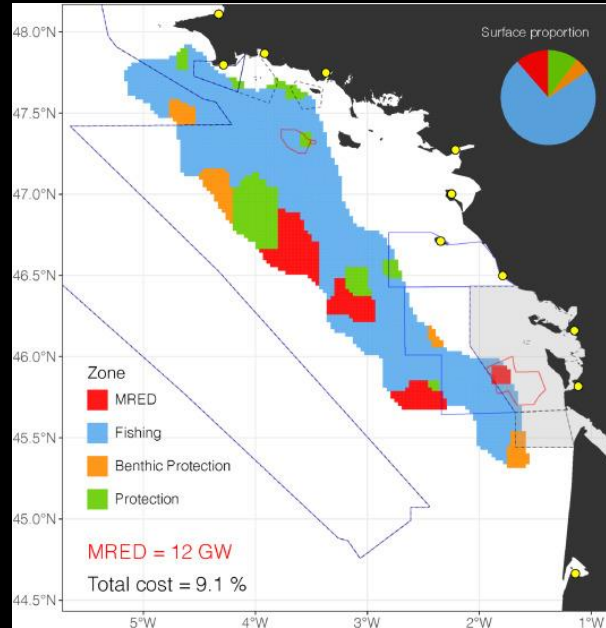 Surface proportion
48.0°N
47.5°N
47.0°N
46.5°N
46.0°N
45.5°N
45.0°N
44.5°N
Zone
MRED
Fishing
Benthic Protection
Protection
MRED = 12 GW
Total cost = 9.1 %
5°W 4°W 3°W 2°W 1°W